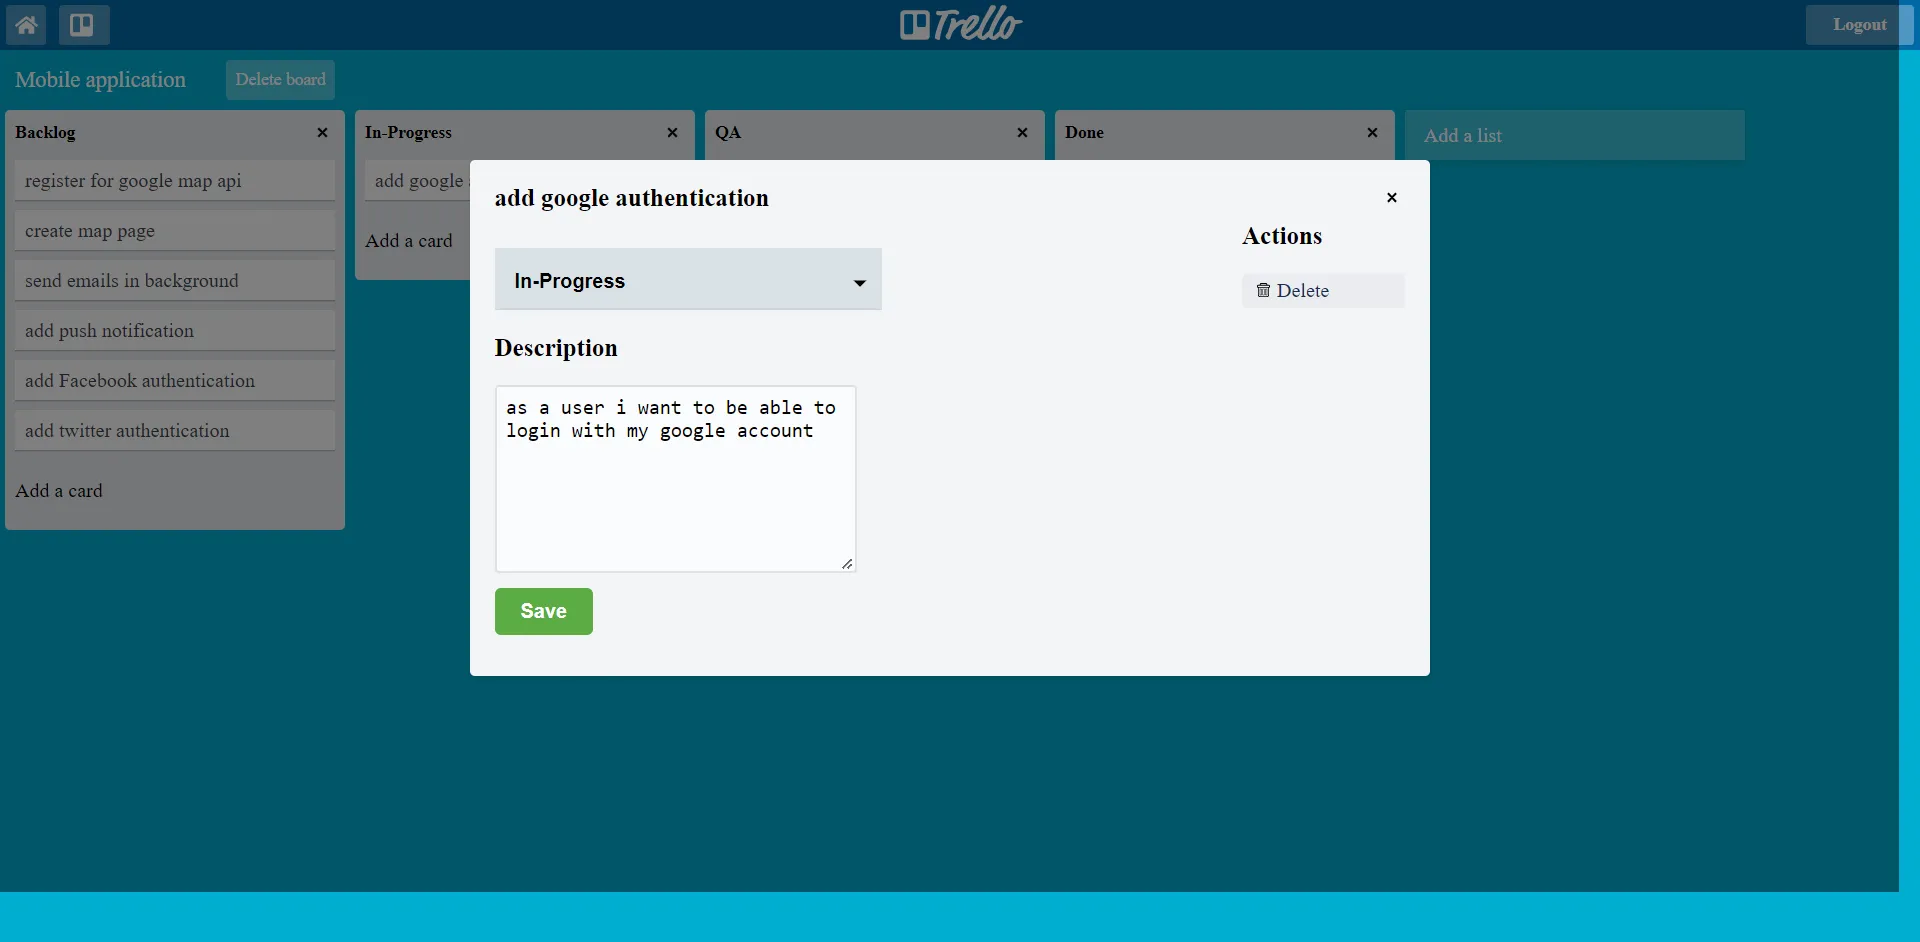 Trello
Logout
Mobile application
Delete board
Backlog
register for google map api
create map page
send emails in background
add push notification
add Facebook authentication
add twitter authentication
Add a card
In-Progress
add google
Add a card
QA
Done
Add a list
add google authentication
In-Progress
Description
as a user i want to be able to
login with my google account
Save
Actions
Delete